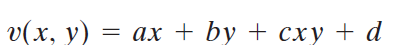 v(x, y) = ax + by + cxy + d